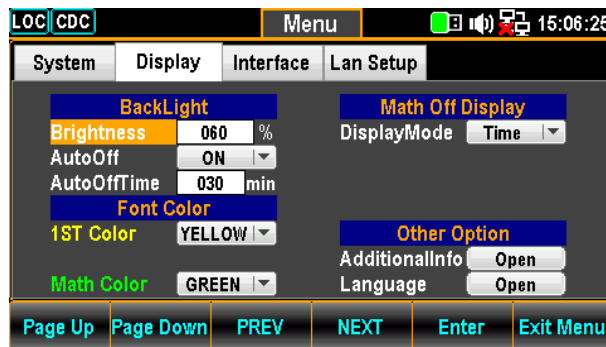 LOC CDC Menu 15:06:25
System Display Interface Lan Setup
BackLight Math Off Display
Brightness 060 % DisplayMode Time
AutoOff ON
AutoOffTime 030 min
Font Color
1ST Color YELLOW Other Option
AdditionalInfo Open
Math Color GREEN Language Open
Page Up Page Down PREV NEXT Enter Exit Menu